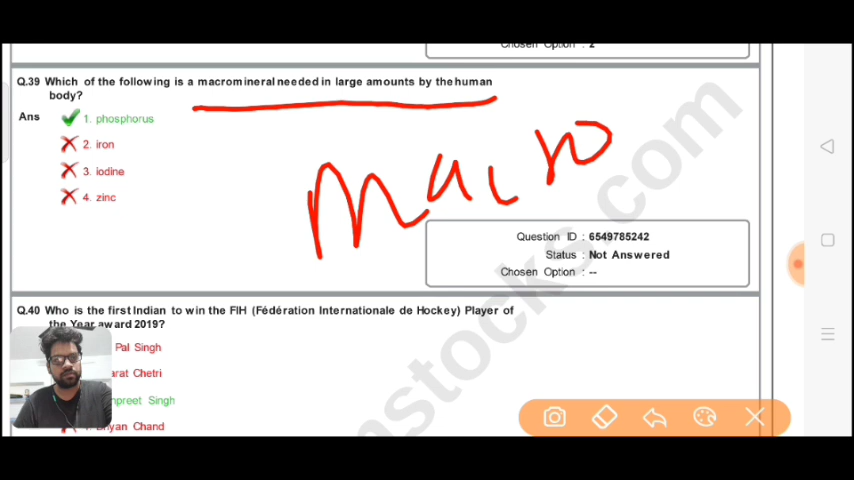 Chosen Option : 2
Q.39 Which of the following is a macromineral needed in large amounts by the human
body?
Ans
1. phosphorus
2. iron
3. iodine
4. zinc
Macro
Question ID : 6549785242
Status : Not Answered
Chosen Option : --
Q.40 Who is the first Indian to win the FIH (Fédération Internationale de Hockey) Player of
the Year award 2019?
Pal Singh
Chetri
Singh
Chand
stocks.com